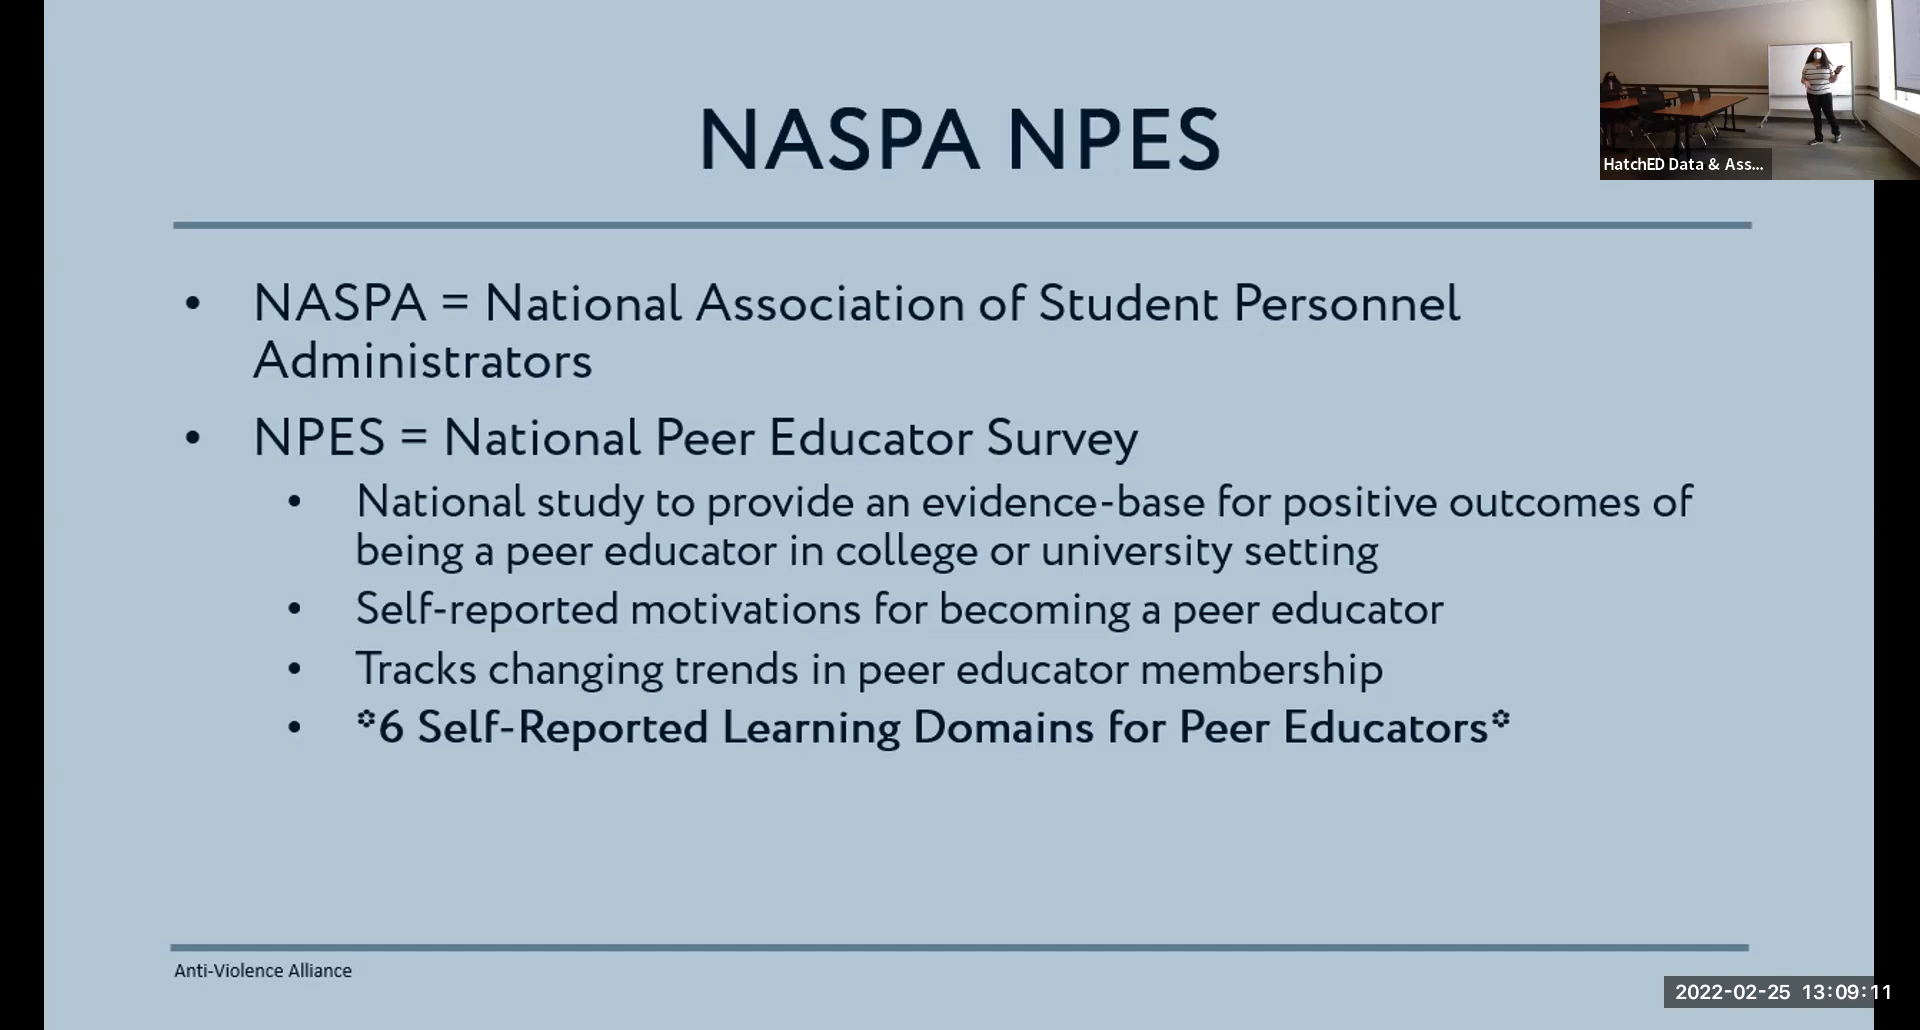 NASPA NPES
• NASPA = National Association of Student Personnel
Administrators
• NPES = National Peer Educator Survey
• National study to provide an evidence-base for positive outcomes of
being a peer educator in college or university setting
• Self-reported motivations for becoming a peer educator
• Tracks changing trends in peer educator membership
• *6 Self-Reported Learning Domains for Peer Educators*
Anti-Violence Alliance
HatchED Data & Ass...
2022-02-25 13:09:11